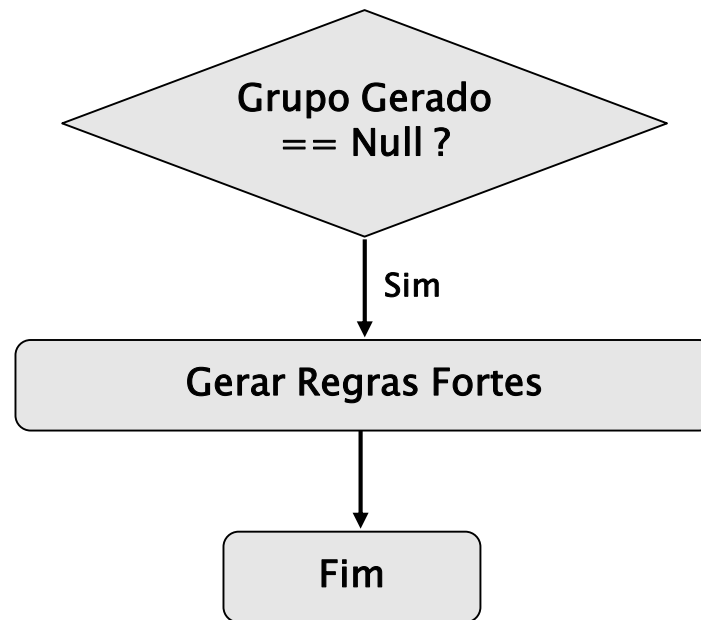 Grupo Gerado
== Null ?
Sim
Gerar Regras Fortes
Fim